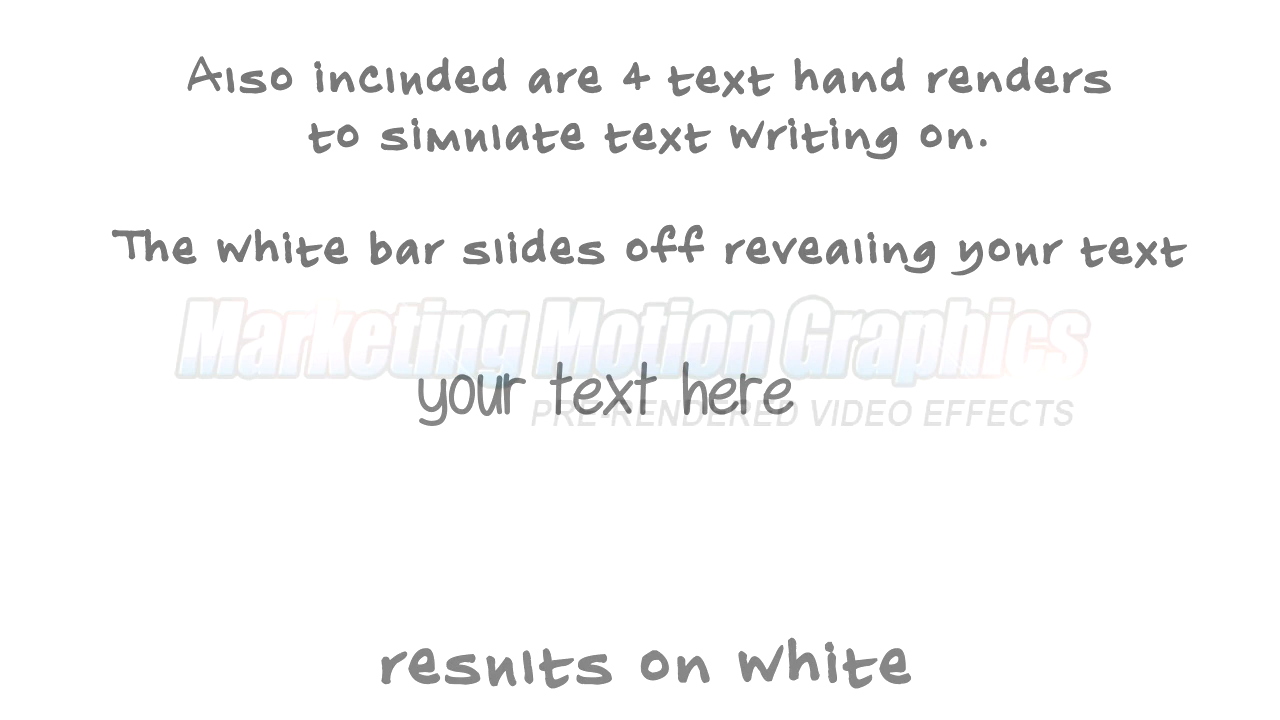 Also included are 4 text hand renders
to simulate text writing on.
The white bar slides off revealing your text
Marketing Motion Graphics
your text here
PRE-RENDERED VIDEO EFFECTS
results on white